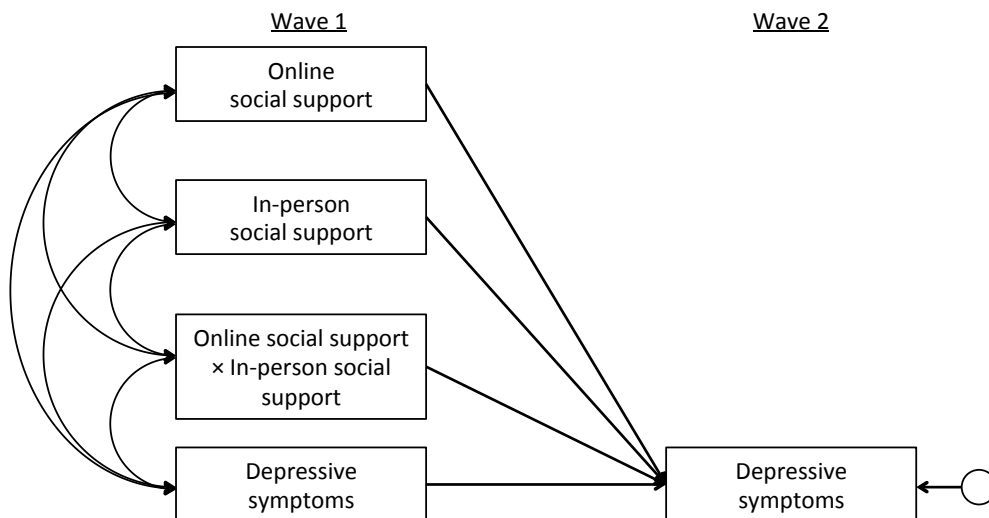 Wave 1
Wave 2
Online
social support
In-person
social support
Online social support
× In-person social
support
Depressive
symptoms
Depressive
symptoms